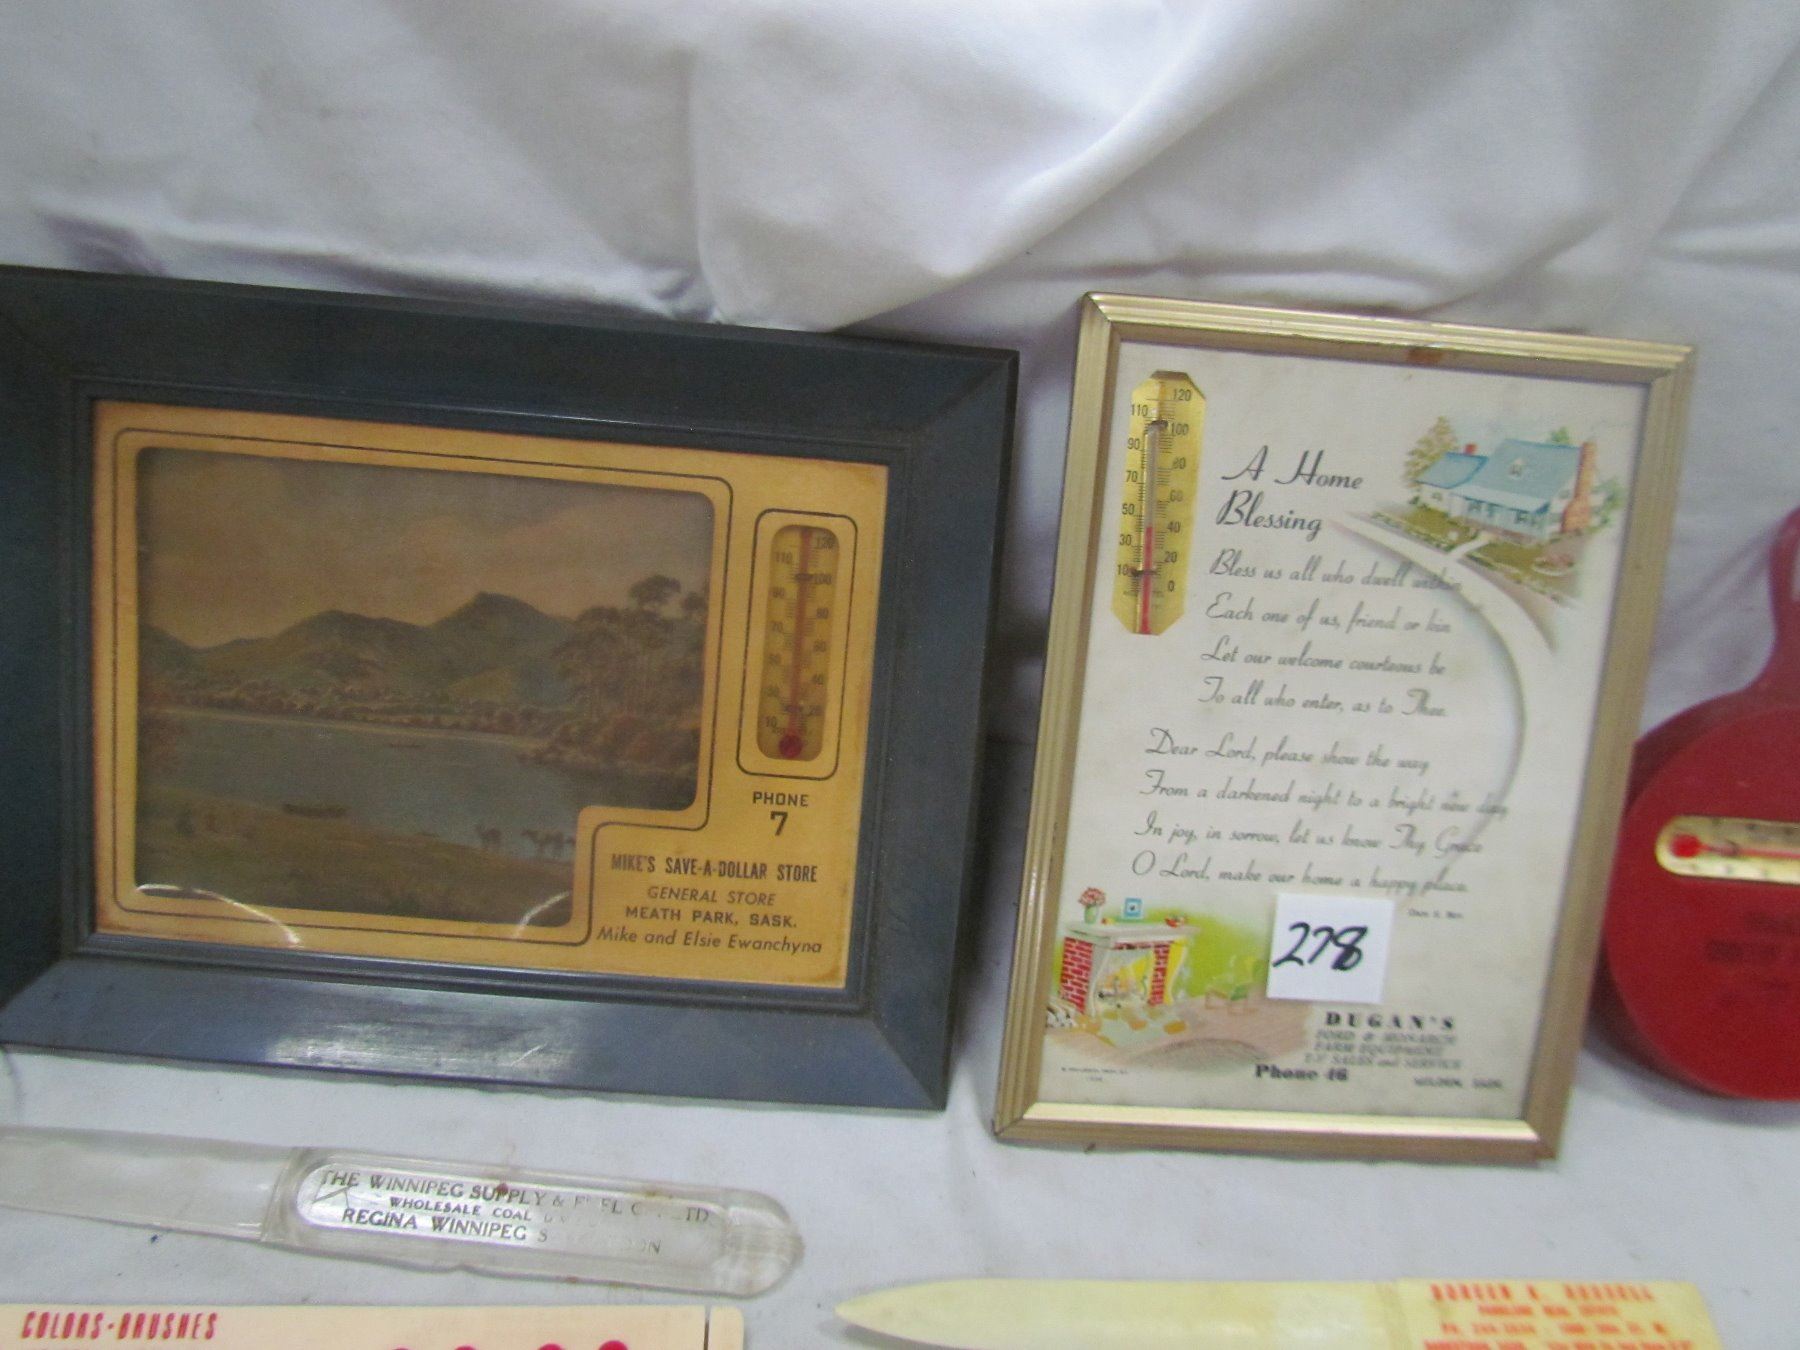 PHONE
7
MIKE'S SAVE-A-DOLLAR STORE
GENERAL STORE
MEATH PARK, SASK.
Mike and Elsie Ewanchyna
120
110
100
80
70
60
50
40
30
20
10
120
110
100
90
80
70
60
50
40
30
20
10
0
A Home
Blessing
Bless us all who dwell within
Each one of us, friend or kin
Let our welcome courteous be
To all who enter, as to Thee.
Dear Lord, please show the way
From a darkened night to a bright new day
In joy, in sorrow, let us know Thy Grace
O Lord, make our home a happy place.
278
DUGAN'S
FORD & MONARCH
FARM EQUIPMENT
SALES and SERVICE
Phone 46
THE WINNIPEG SUPPLY & FUEL CO. LTD
WHOLESALE COAL
REGINA WINNIPEG
COLORS-BRUSHES